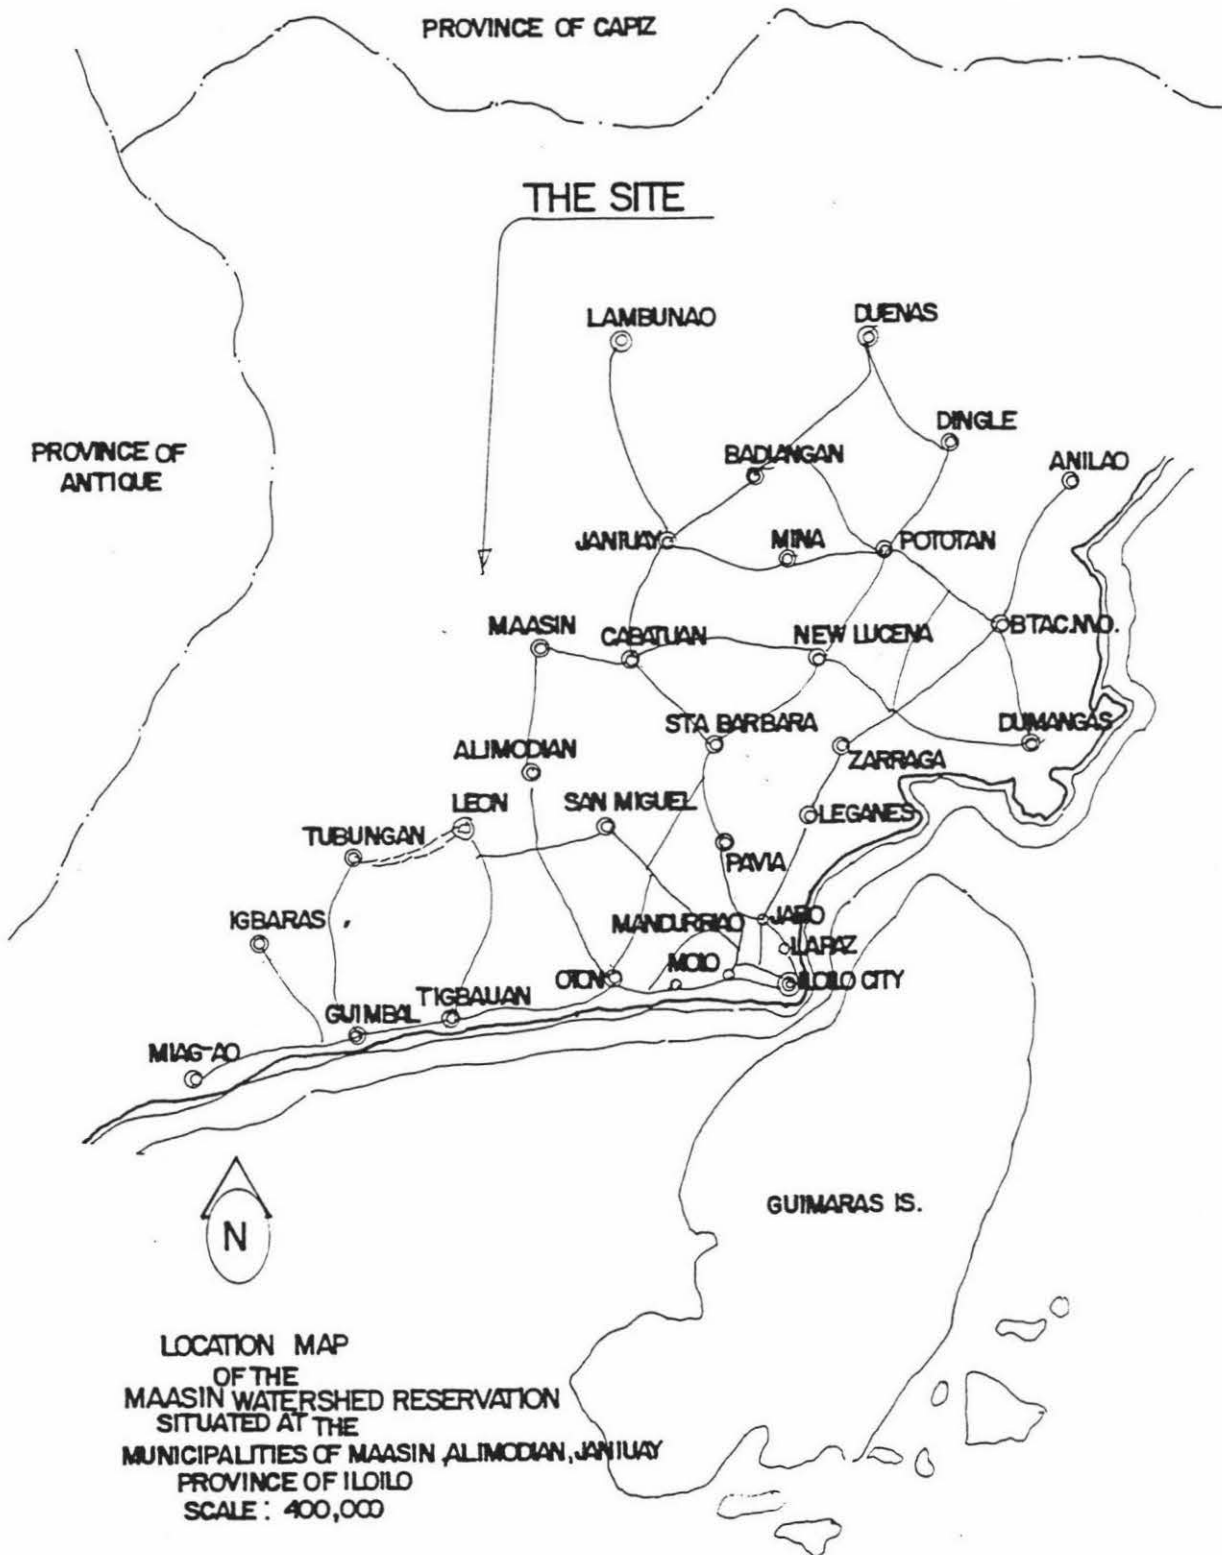 PROVINCE OF CAPIZ
THE SITE
LAMBUNAO
DUENAS
DINGLE
PROVINCE OF
ANTIQUE
BADIANGAN
ANILAO
JANIUAY
MINA
POTOTAN
MAASIN
CABATUAN
NEW LUCENA
BTAC.NVO.
STA BARBARA
DUMANGAS
ALIMODIAN
ZARRAGA
LEON
SAN MIGUEL
LEGANES
TUBUNGAN
PAVIA
IGBARAS
MANDURRIAO
JARO
LAPAZ
OTON
MOLO
ILOILO CITY
TIGBAUAN
GUIMBAL
MIAG-AO
GUIMARAS IS.
N
LOCATION MAP
OF THE
MAASIN WATERSHED RESERVATION
SITUATED AT THE
MUNICIPALITIES OF MAASIN, ALIMODIAN, JANIUAY
PROVINCE OF ILOILO
SCALE : 400,000